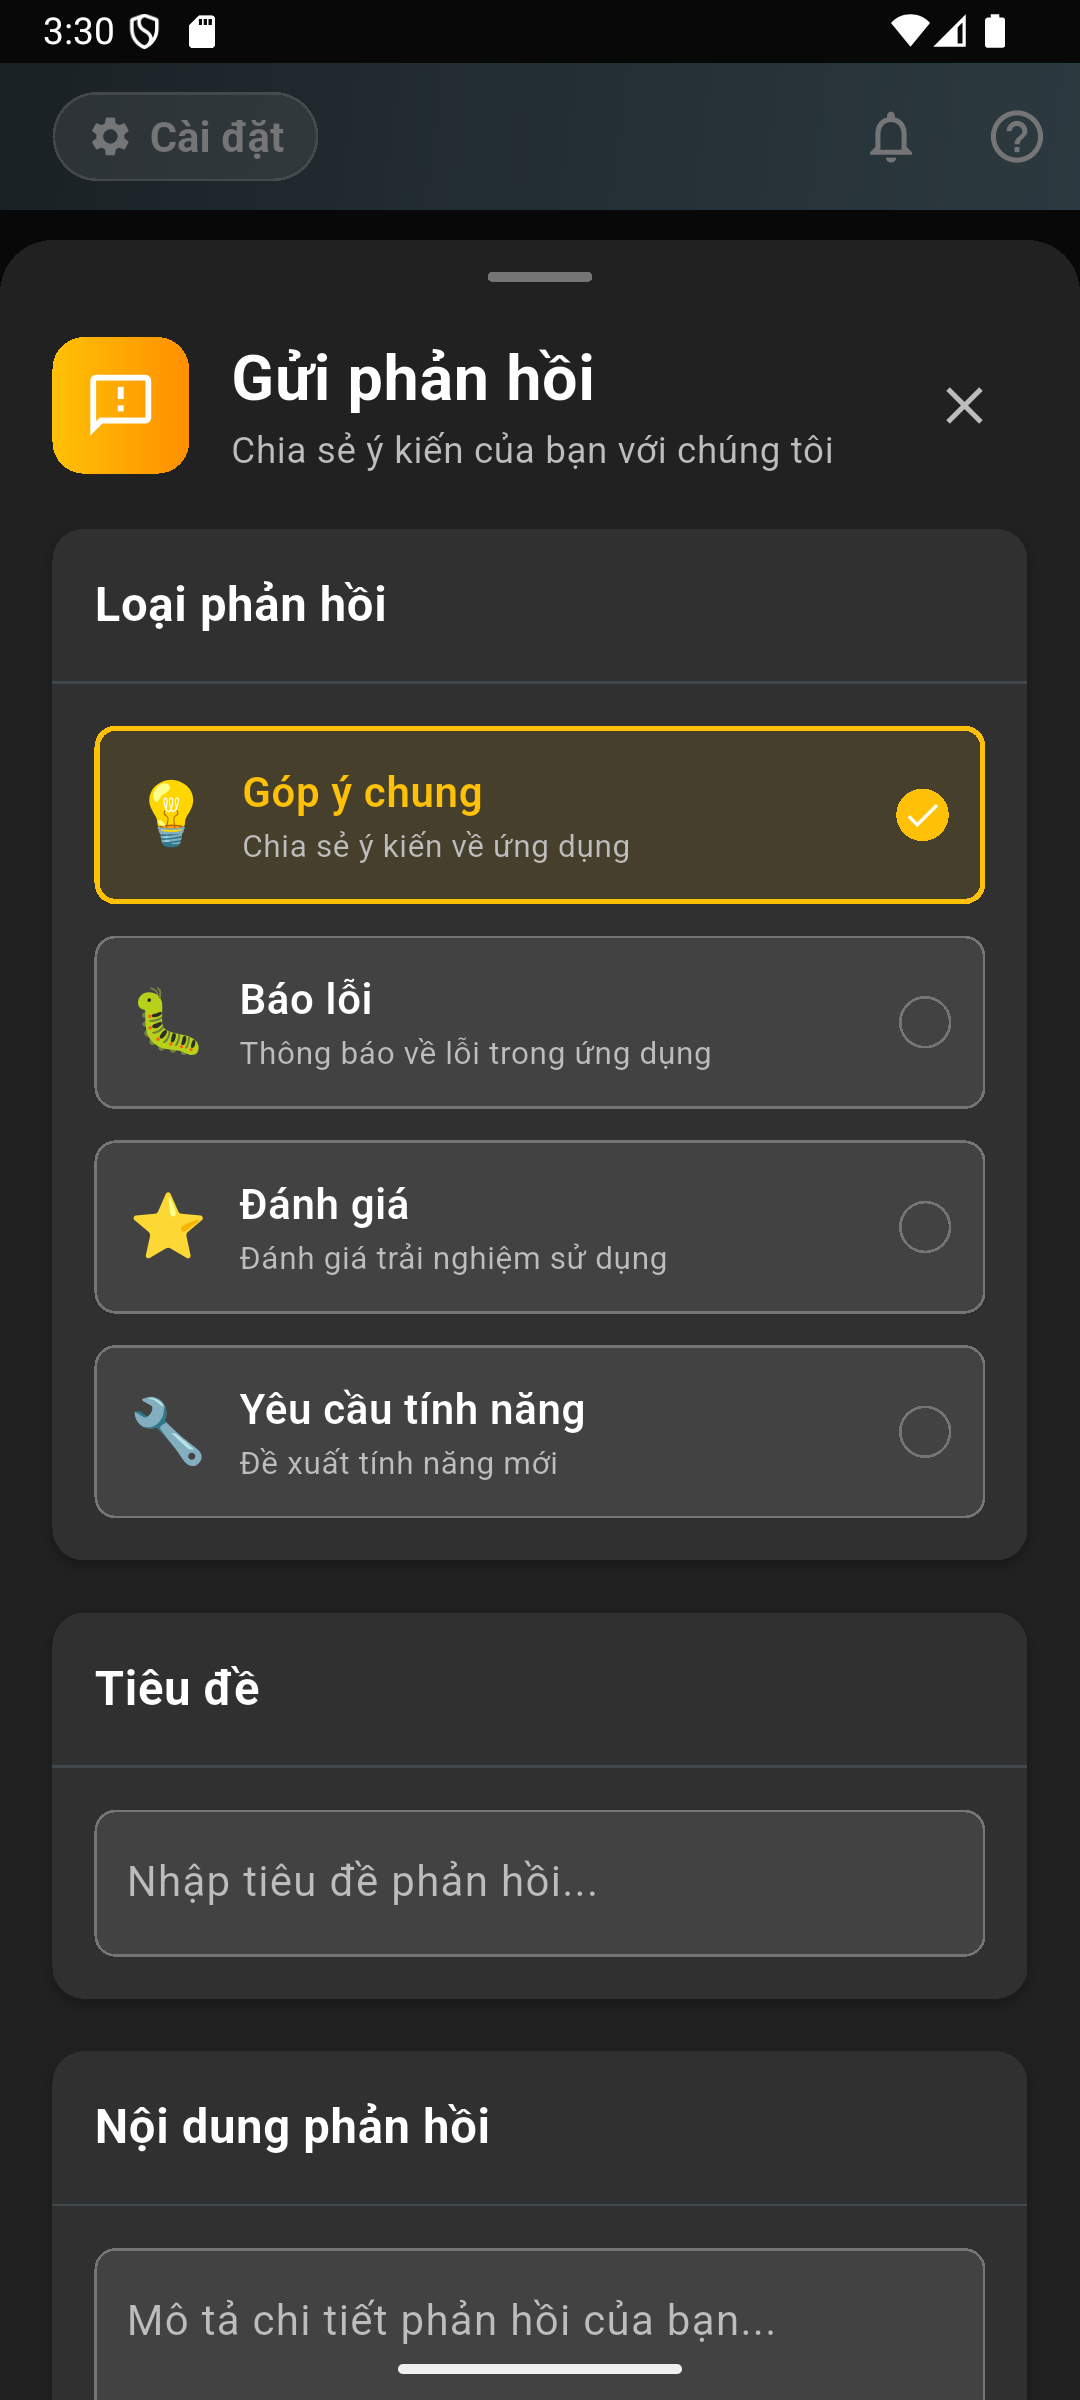 3:30
Cài đặt
Gửi phản hồi
Chia sẻ ý kiến của bạn với chúng tôi
Loại phản hồi
Góp ý chung
Chia sẻ ý kiến về ứng dụng
Báo lỗi
Thông báo về lỗi trong ứng dụng
Đánh giá
Đánh giá trải nghiệm sử dụng
Yêu cầu tính năng
Đề xuất tính năng mới
Tiêu đề
Nhập tiêu đề phản hồi...
Nội dung phản hồi
Mô tả chi tiết phản hồi của bạn...